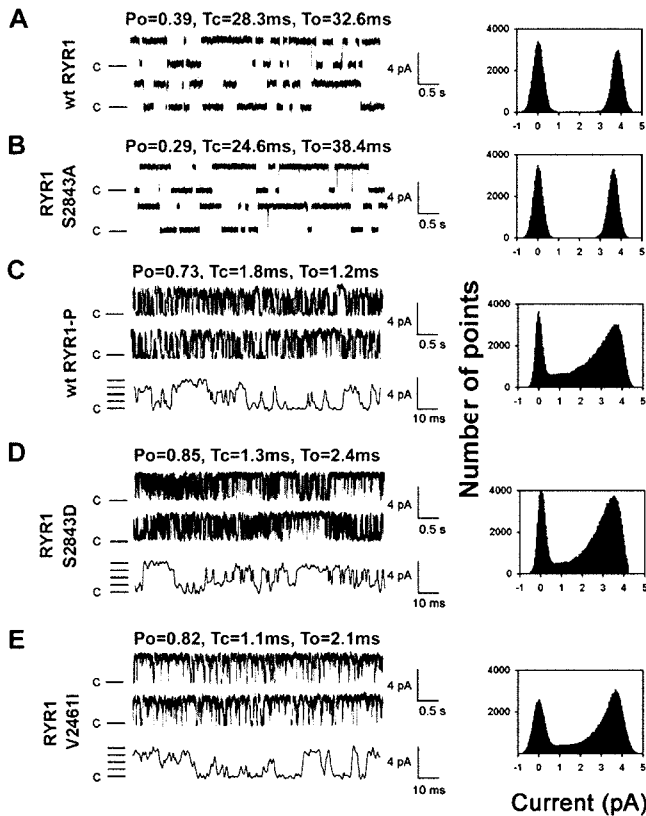 A
wt RYR1
Po=0.39, Tc=28.3ms, To=32.6ms
c
4 pA
0.5 s
4000
2000
0
-1 0 1 2 3 4 5
B
RYR1
S2843A
Po=0.29, Tc=24.6ms, To=38.4ms
c
4 pA
0.5 s
4000
2000
0
-1 0 1 2 3 4 5
C
wt RYR1-P
Po=0.73, Tc=1.8ms, To=1.2ms
c
4 pA
0.5 s
c
4 pA
10 ms
4000
2000
0
-1 0 1 2 3 4 5
D
RYR1
S2843D
Po=0.85, Tc=1.3ms, To=2.4ms
c
4 pA
0.5 s
c
4 pA
10 ms
4000
2000
0
-1 0 1 2 3 4 5
E
RYR1
V2461I
Po=0.82, Tc=1.1ms, To=2.1ms
c
4 pA
0.5 s
c
4 pA
10 ms
4000
2000
0
-1 0 1 2 3 4 5
Number of points
Current (pA)